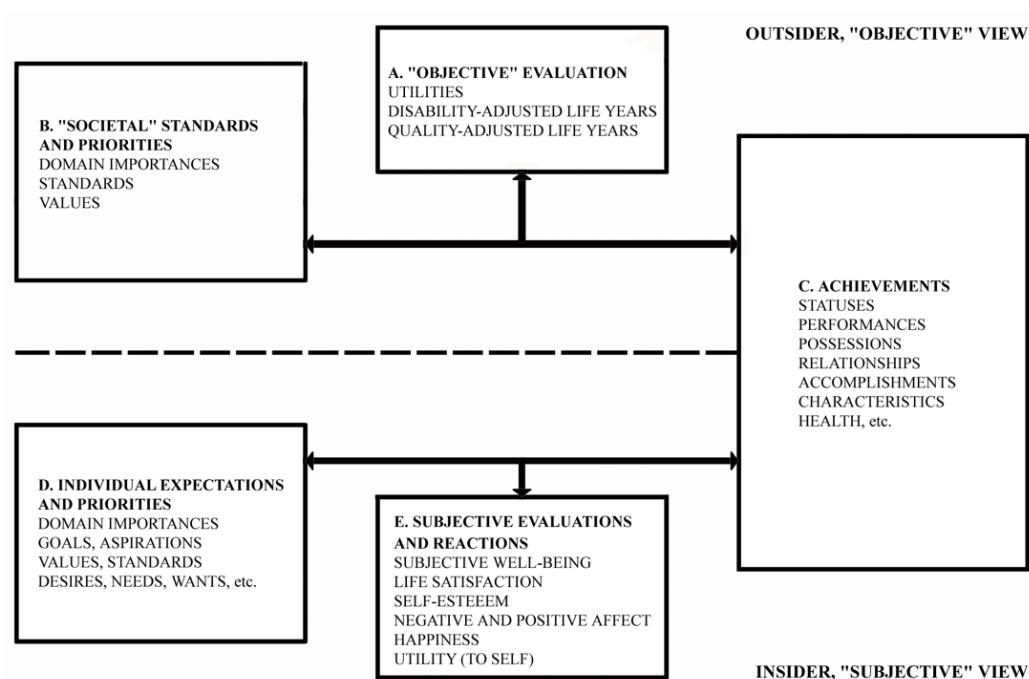 OUTSIDER, "OBJECTIVE" VIEW
A. "OBJECTIVE" EVALUATION
UTILITIES
DISABILITY-ADJUSTED LIFE YEARS
QUALITY-ADJUSTED LIFE YEARS
B. "SOCIETAL" STANDARDS
AND PRIORITIES
DOMAIN IMPORTANCES
STANDARDS
VALUES
C. ACHIEVEMENTS
STATUSES
PERFORMANCES
POSSESSIONS
RELATIONSHIPS
ACCOMPLISHMENTS
CHARACTERISTICS
HEALTH, etc.
D. INDIVIDUAL EXPECTATIONS
AND PRIORITIES
DOMAIN IMPORTANCES
GOALS, ASPIRATIONS
VALUES, STANDARDS
DESIRES, NEEDS, WANTS, etc.
E. SUBJECTIVE EVALUATIONS
AND REACTIONS
SUBJECTIVE WELL-BEING
LIFE SATISFACTION
SELF-ESTEEEM
NEGATIVE AND POSITIVE AFFECT
HAPPINESS
UTILITY (TO SELF)
INSIDER, "SUBJECTIVE" VIEW